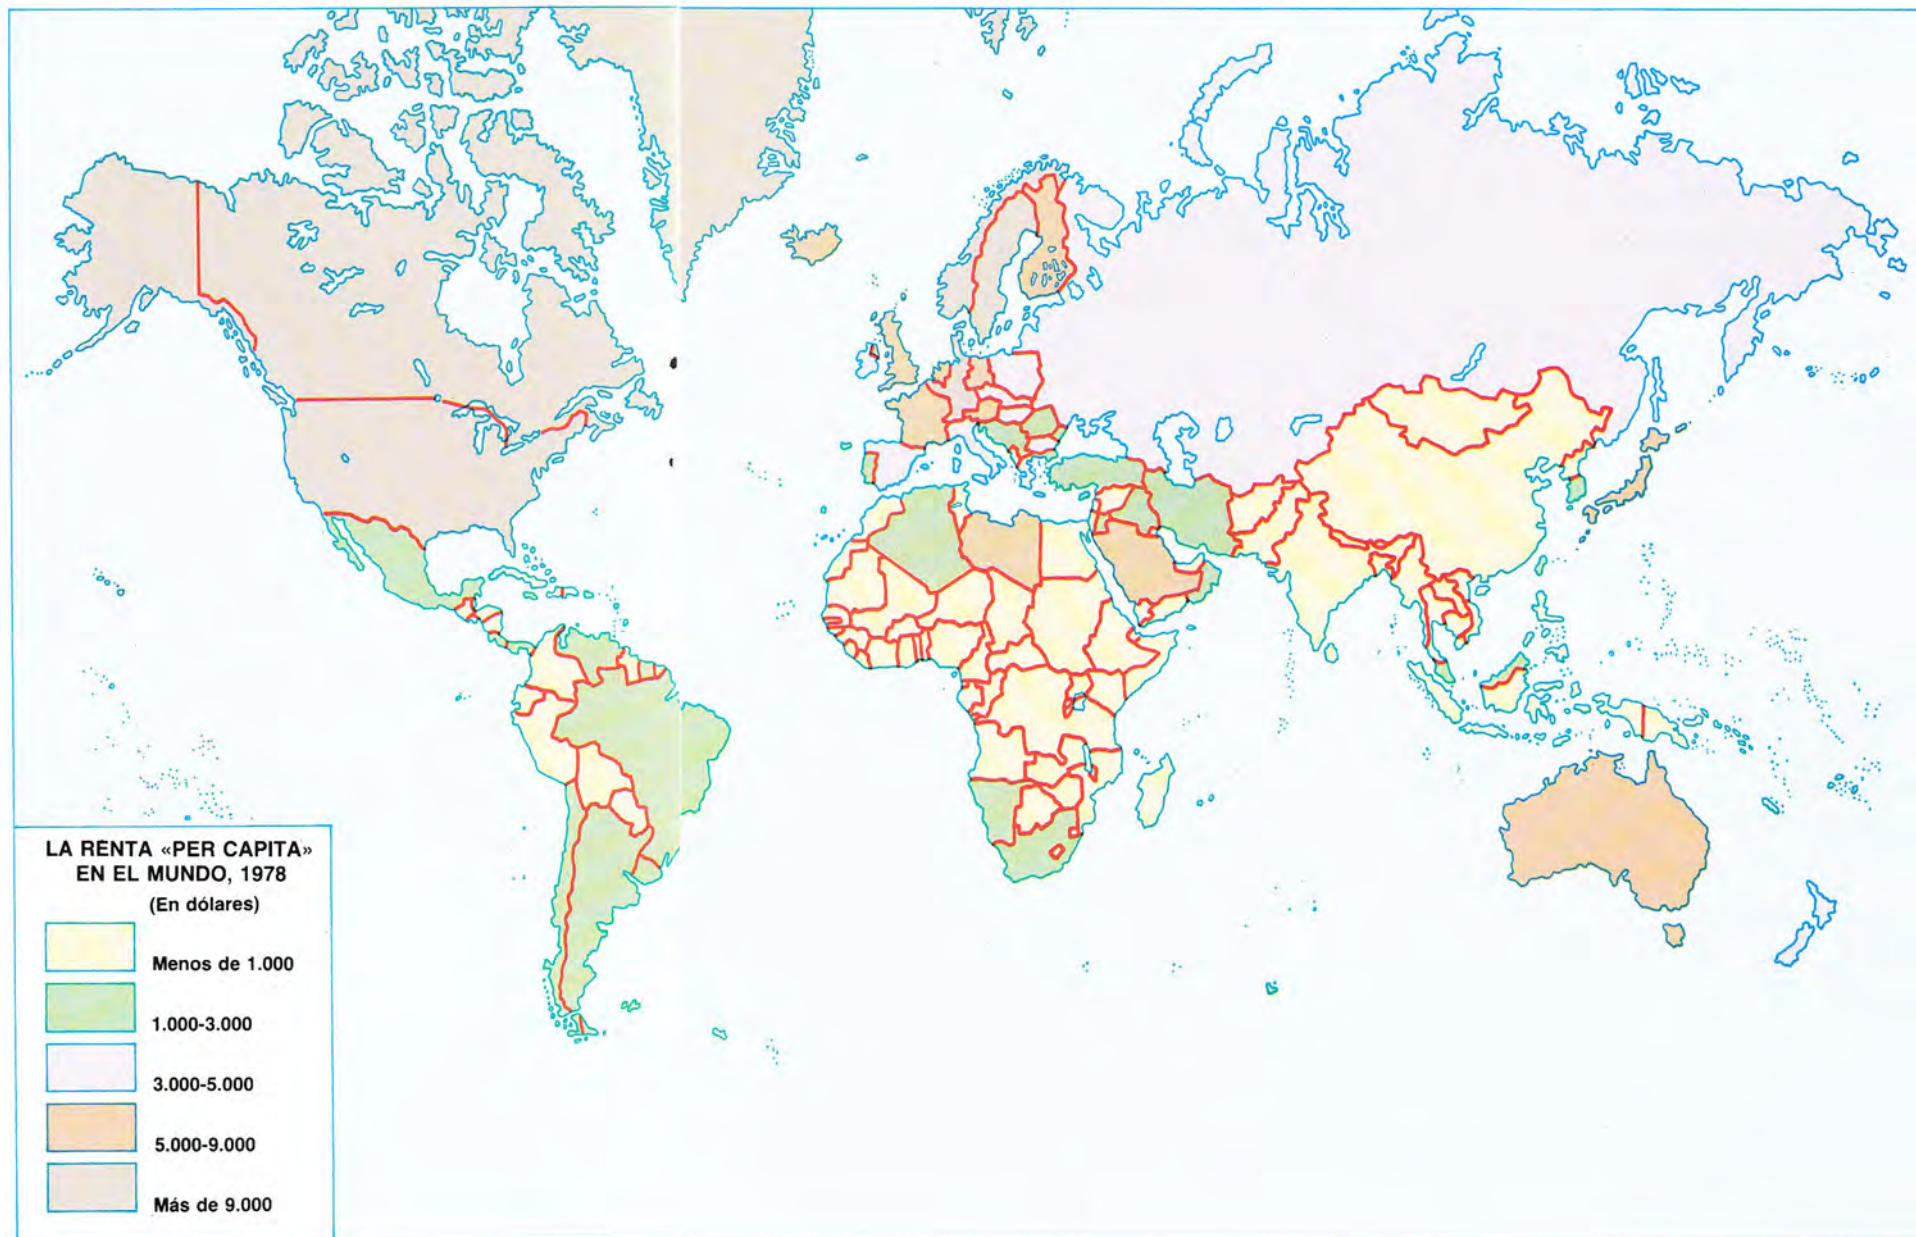 LA RENTA «PER CAPITA»
EN EL MUNDO, 1978
(En dólares)
Menos de 1.000
1.000-3.000
3.000-5.000
5.000-9.000
Más de 9.000